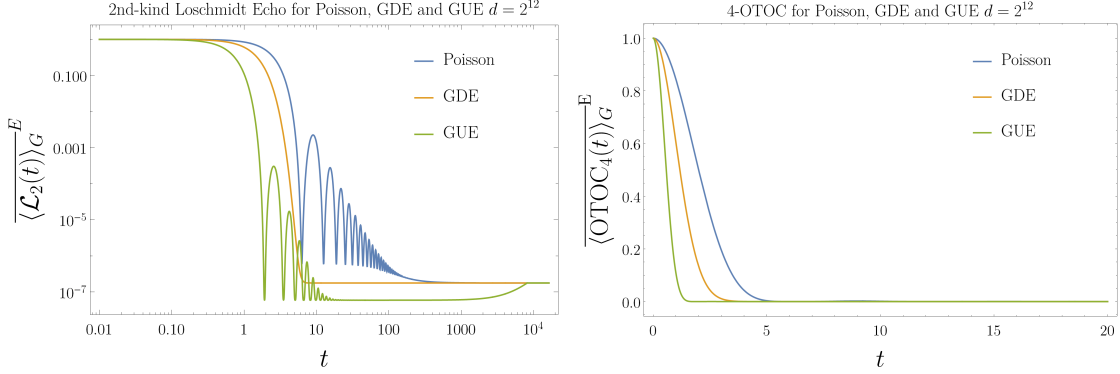 2nd-kind Loschmidt Echo for Poisson, GDE and GUE d = 2^12
Poisson
GDE
GUE
0.100
0.001
10^-5
10^-7
0.01 0.10 1 10 100 1000 10^4
t
⟨𝓛₂(t)⟩_G^E
4-OTOC for Poisson, GDE and GUE d = 2^12
Poisson
GDE
GUE
1.0
0.8
0.6
0.4
0.2
0.0
0 5 10 15 20
t
⟨OTOC₄(t)⟩_G^E